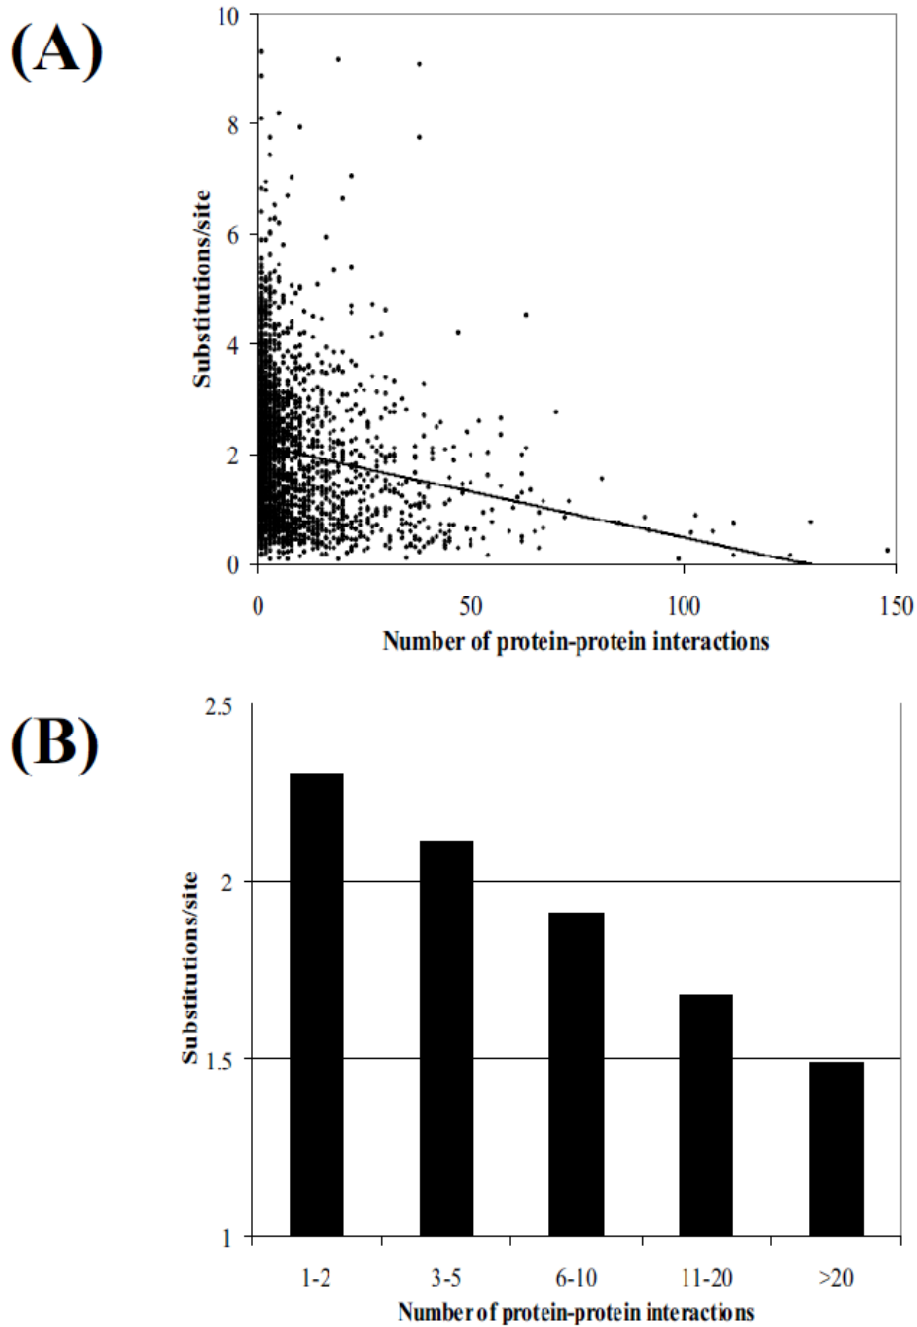 (A)
10
8
6
4
2
0
Substitutions/site
0 50 100 150
Number of protein-protein interactions
(B)
2.5
2
1.5
1
Substitutions/site
1-2 3-5 6-10 11-20 >20
Number of protein-protein interactions